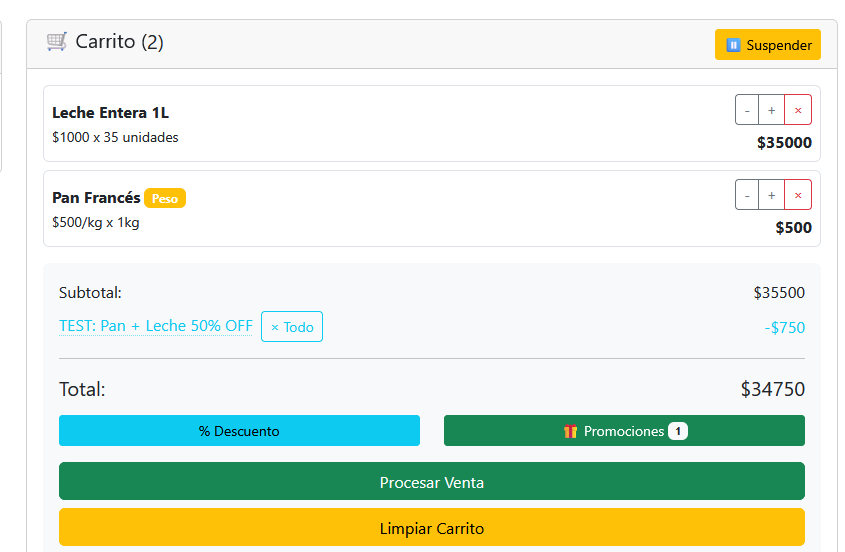 Carrito (2)
Suspender
Leche Entera 1L
- + ×
$1000 x 35 unidades
$35000
Pan Francés Peso
- + ×
$500/kg x 1kg
$500
Subtotal: $35500
TEST: Pan + Leche 50% OFF × Todo -$750
Total: $34750
% Descuento
Promociones 1
Procesar Venta
Limpiar Carrito